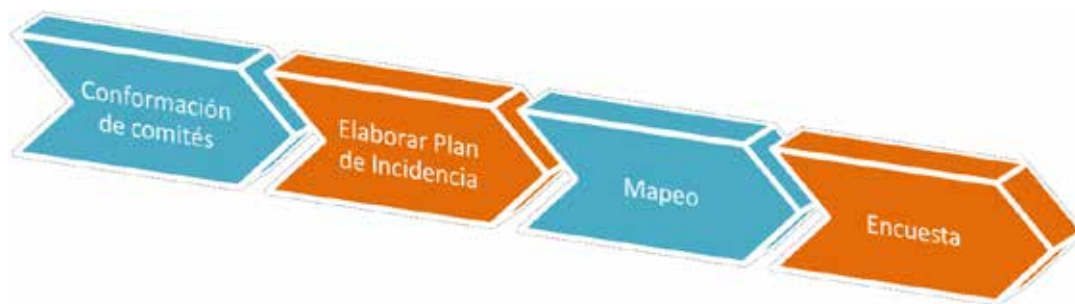 Conformación
de comités
Elaborar Plan
de Incidencia
Mapeo
Encuesta